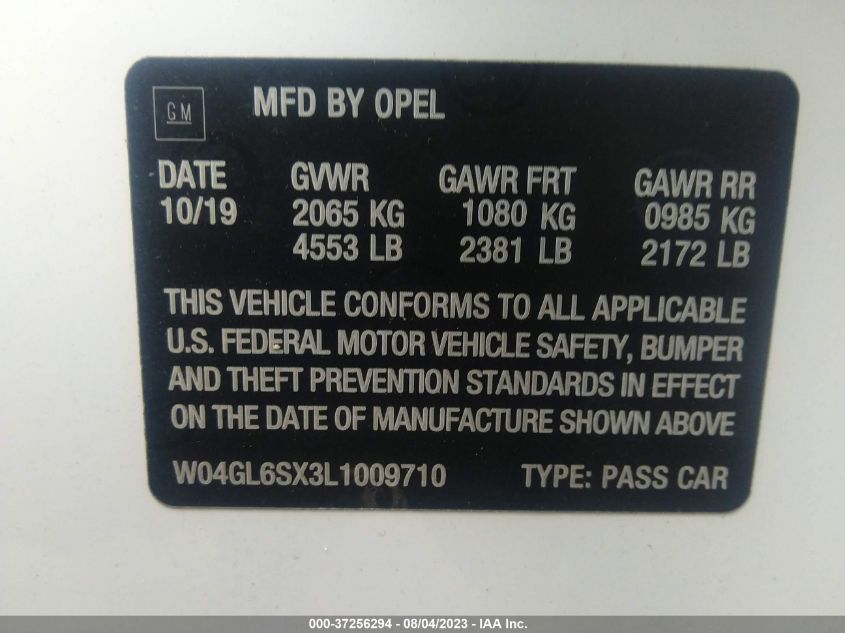 GM MFD BY OPEL
DATE GVWR GAWR FRT GAWR RR
10/19 2065 KG 1080 KG 0985 KG
4553 LB 2381 LB 2172 LB
THIS VEHICLE CONFORMS TO ALL APPLICABLE
U.S. FEDERAL MOTOR VEHICLE SAFETY, BUMPER
AND THEFT PREVENTION STANDARDS IN EFFECT
ON THE DATE OF MANUFACTURE SHOWN ABOVE
W04GL6SX3L1009710 TYPE: PASS CAR
000-37256294 - 08/04/2023 - IAA Inc.